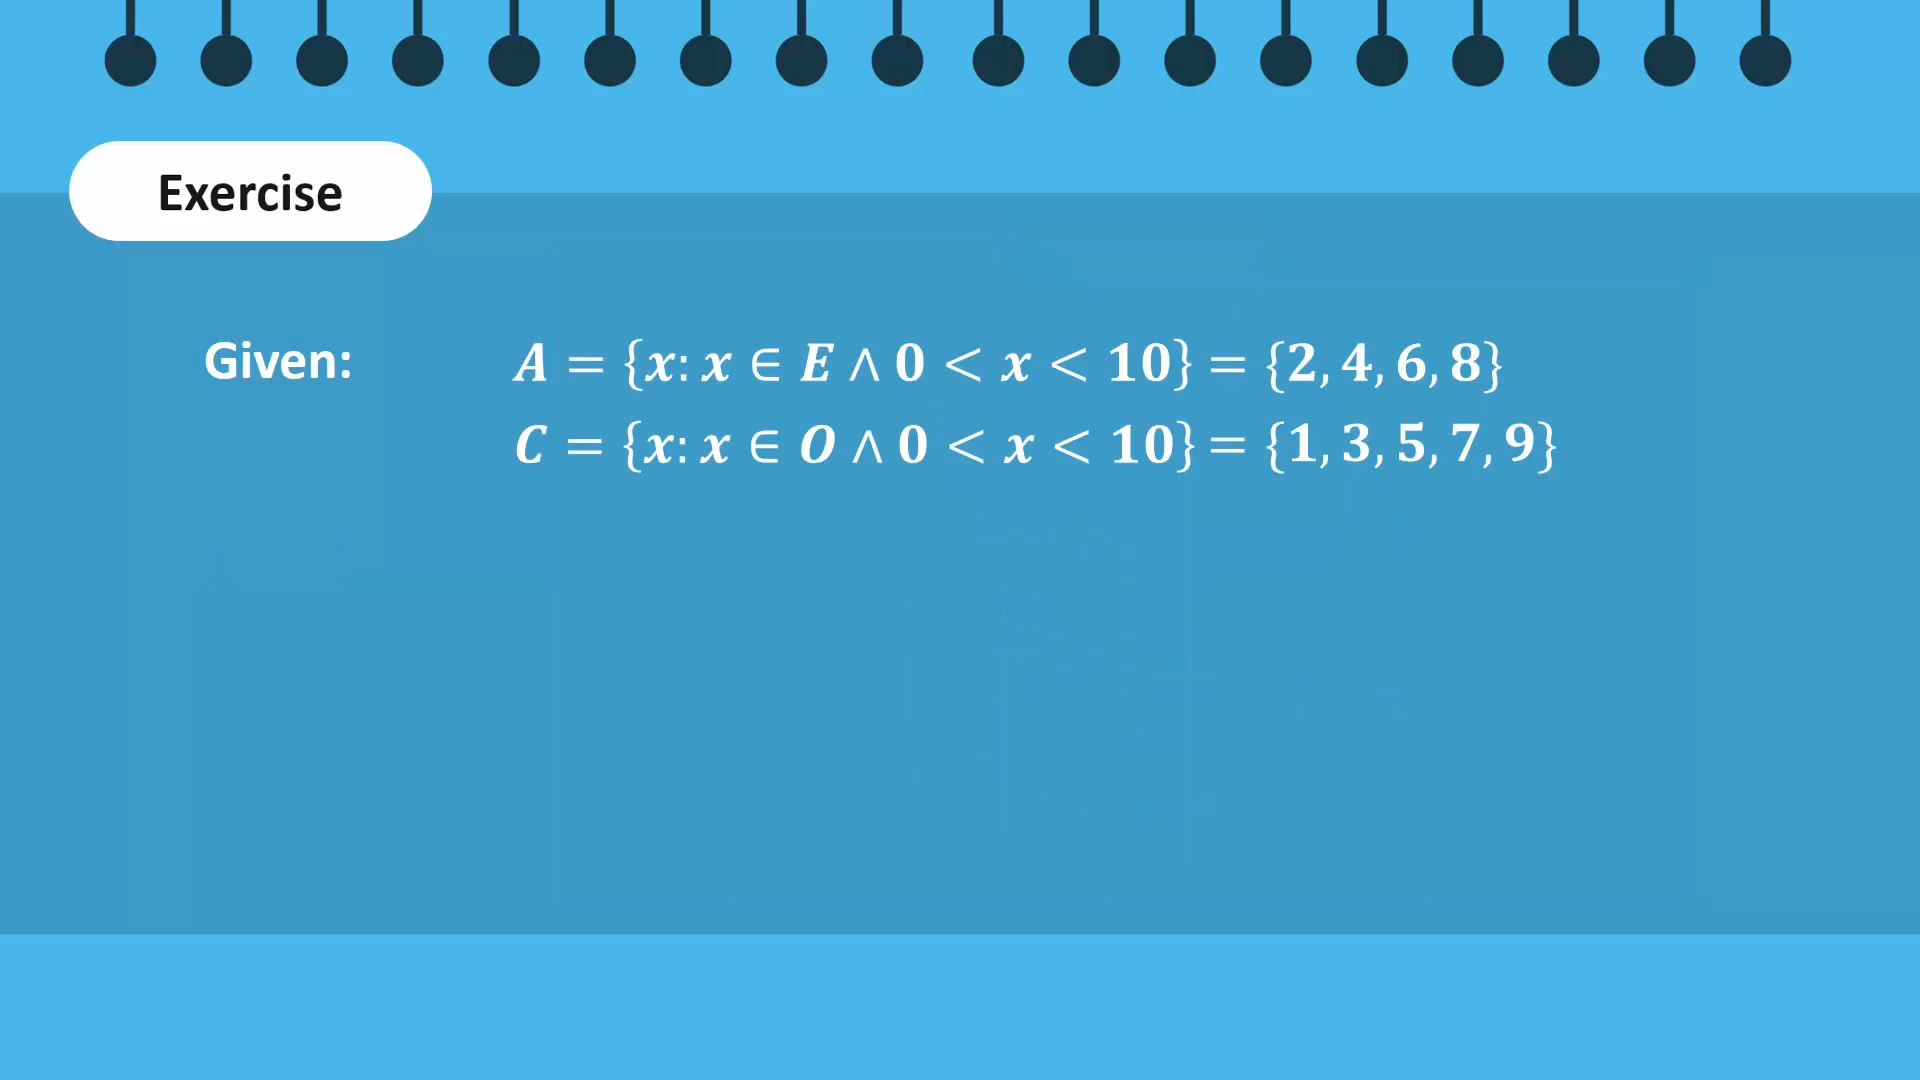 Exercise
Given: A = {x: x ∈ E ∧ 0 < x < 10} = {2, 4, 6, 8}
C = {x: x ∈ O ∧ 0 < x < 10} = {1, 3, 5, 7, 9}